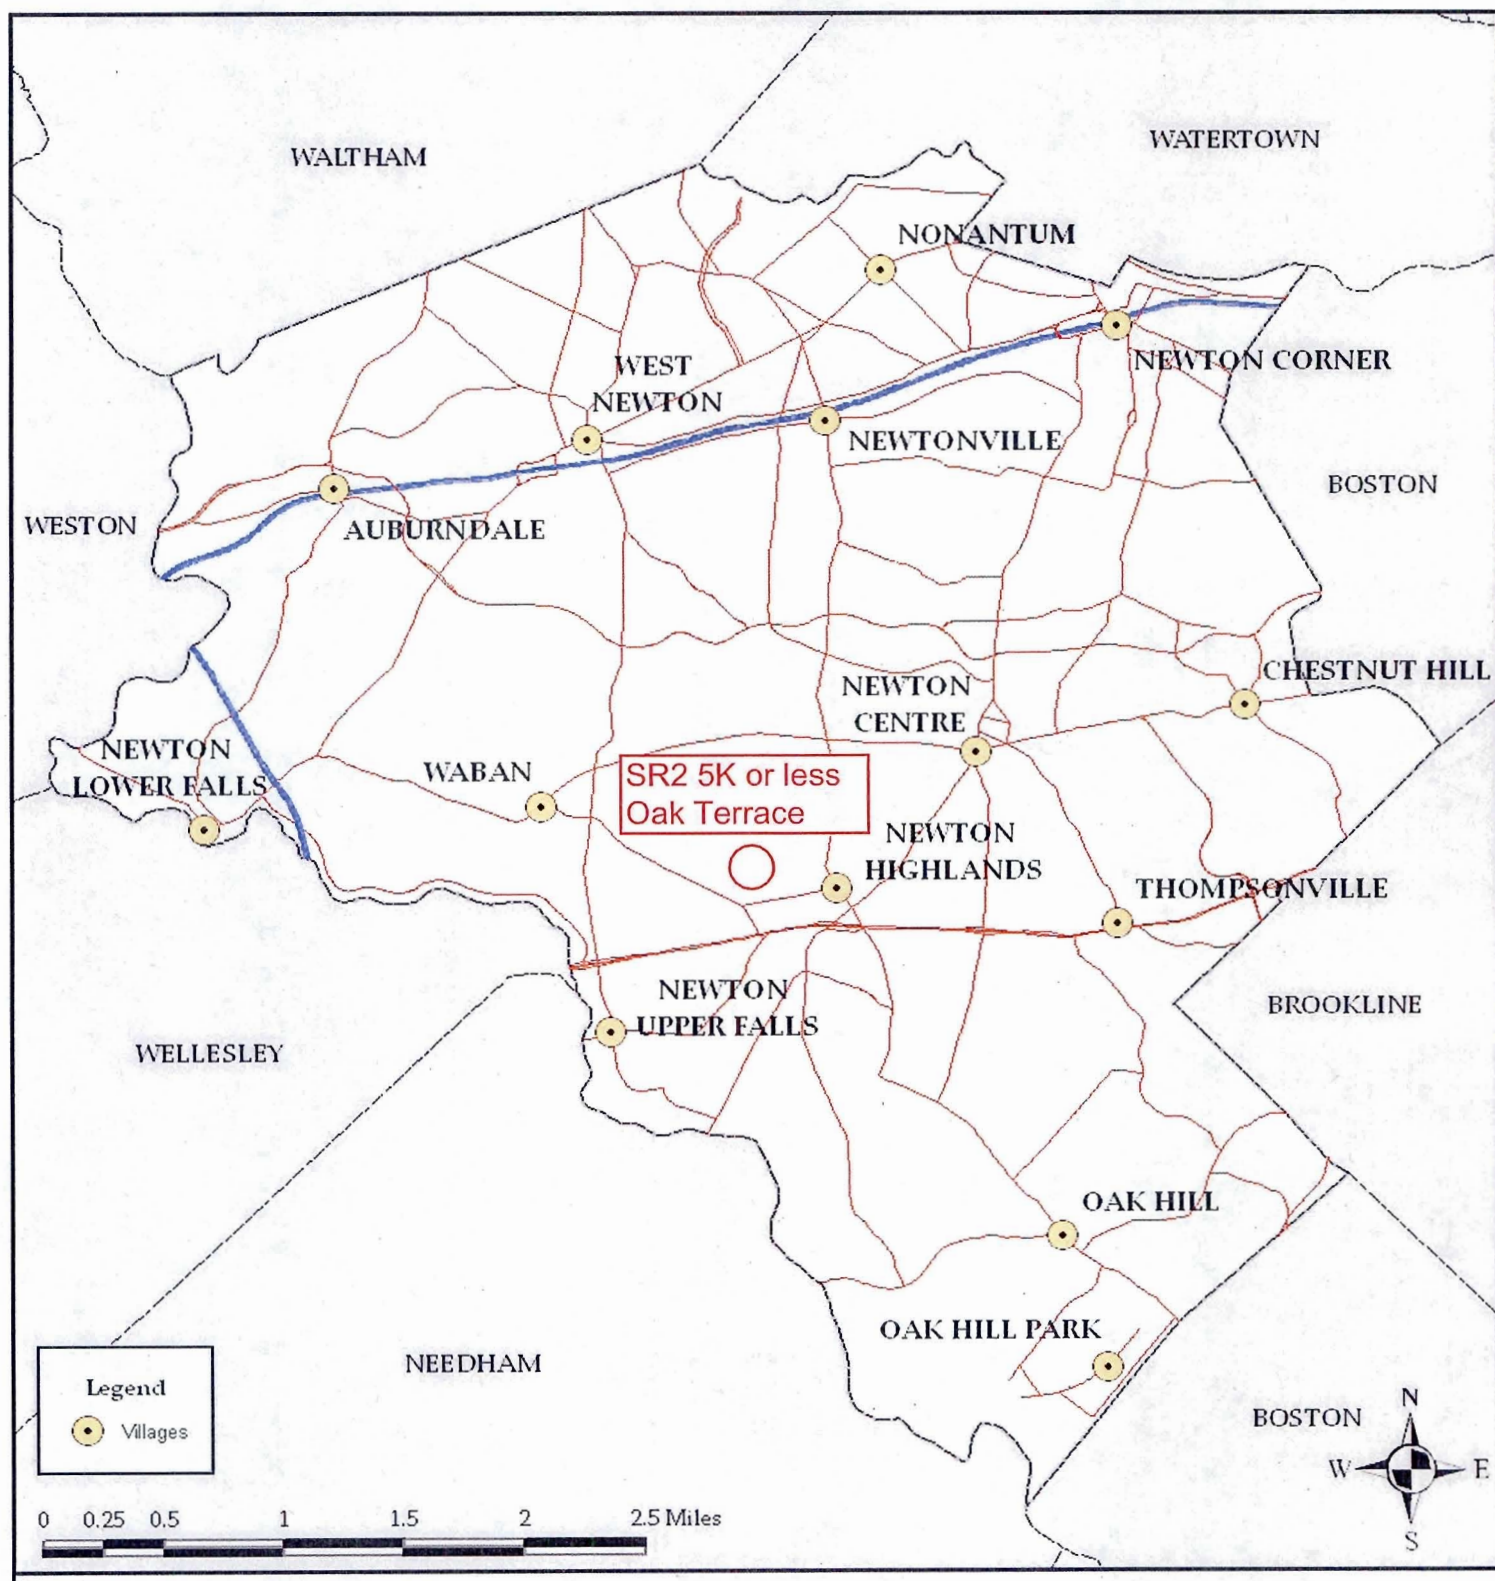 WALTHAM
WATERTOWN
NONANTUM
NEWTON CORNER
WEST
NEWTON
NEWTONVILLE
BOSTON
WESTON
AUBURNDALE
CHESTNUT HILL
NEWTON
CENTRE
NEWTON
LOWER FALLS
WABAN
SR2 5K or less
Oak Terrace
NEWTON
HIGHLANDS
THOMPSONVILLE
NEWTON
UPPER FALLS
BROOKLINE
WELLESLEY
OAK HILL
OAK HILL PARK
NEEDHAM
BOSTON
Legend
Villages
N
W E
S
0 0.25 0.5 1 1.5 2 2.5 Miles